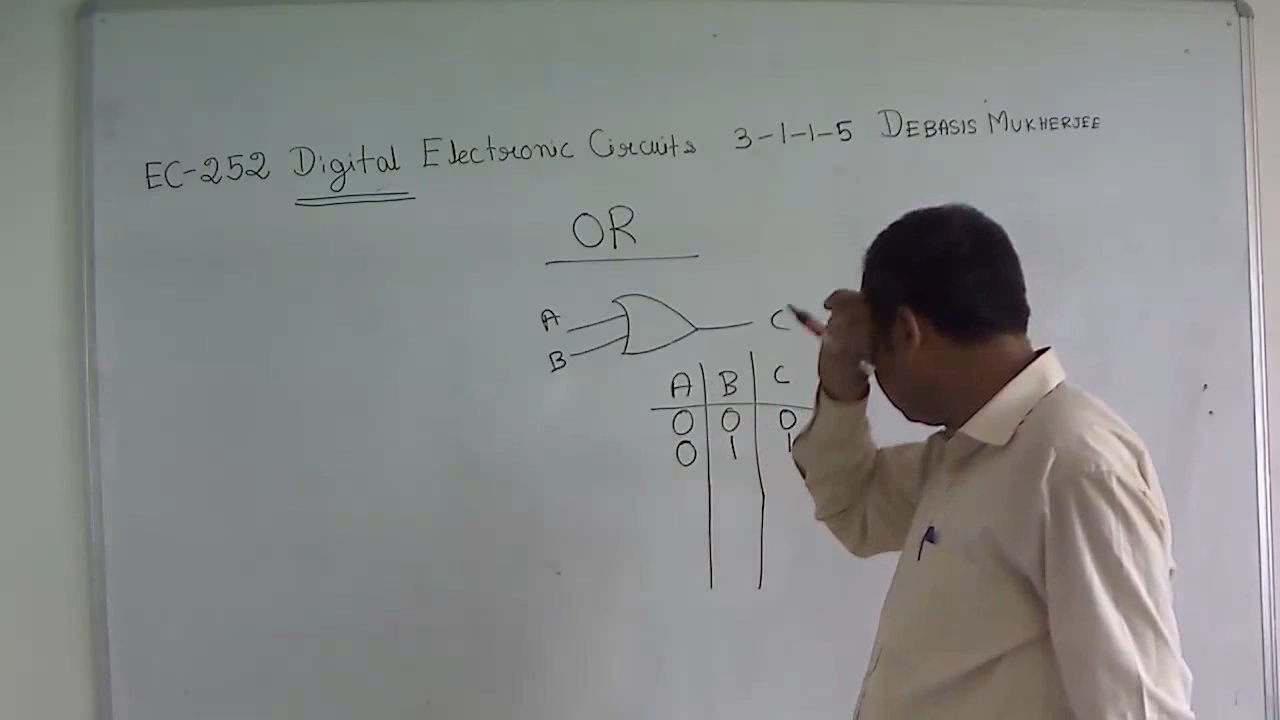 EC-252 Digital Electronic Circuits 3-1-1-5 DEBASIS MUKHERJEE
OR
A
C
B
A B C
0 0 0
0 1 1